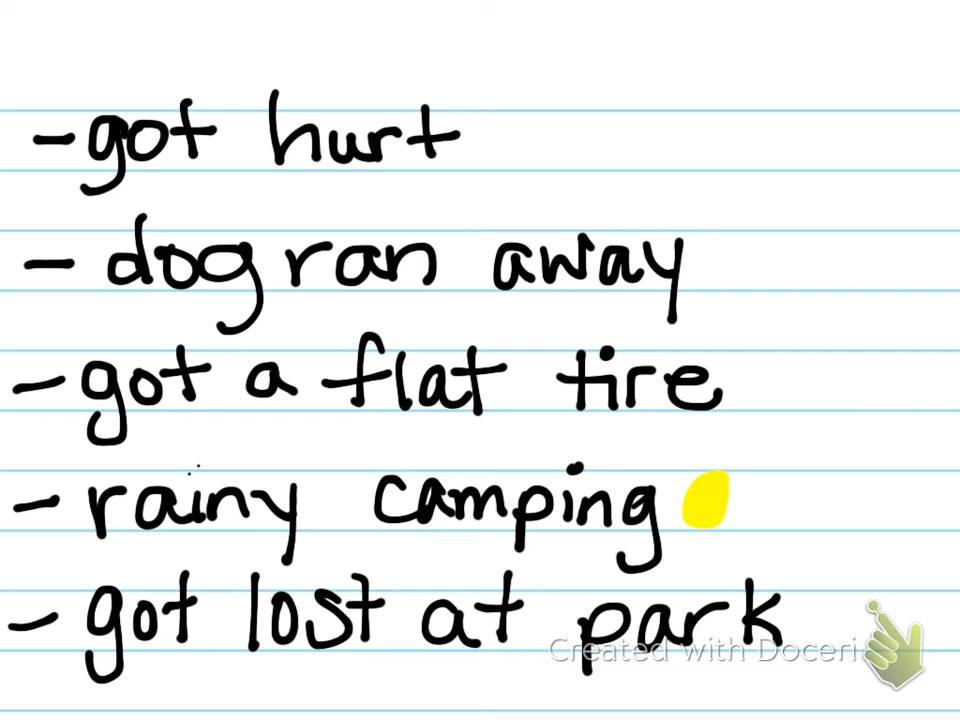 - got hurt
- dog ran away
- got a flat tire
- rainy camping
- got lost at park
Created with Doceri